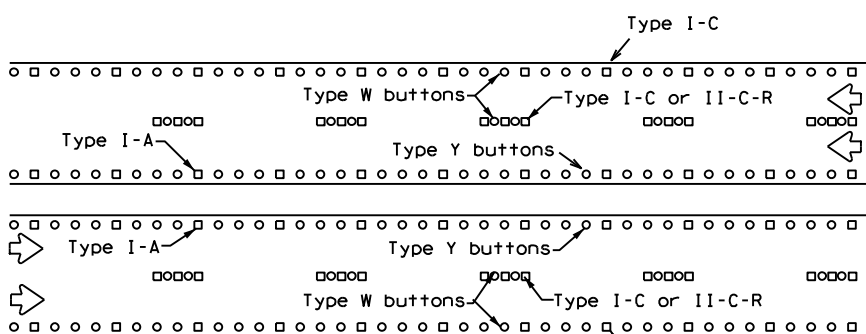 Type I-C
Type W buttons
Type I-C or II-C-R
Type I-A
Type Y buttons
Type I-A
Type Y buttons
Type W buttons
Type I-C or II-C-R